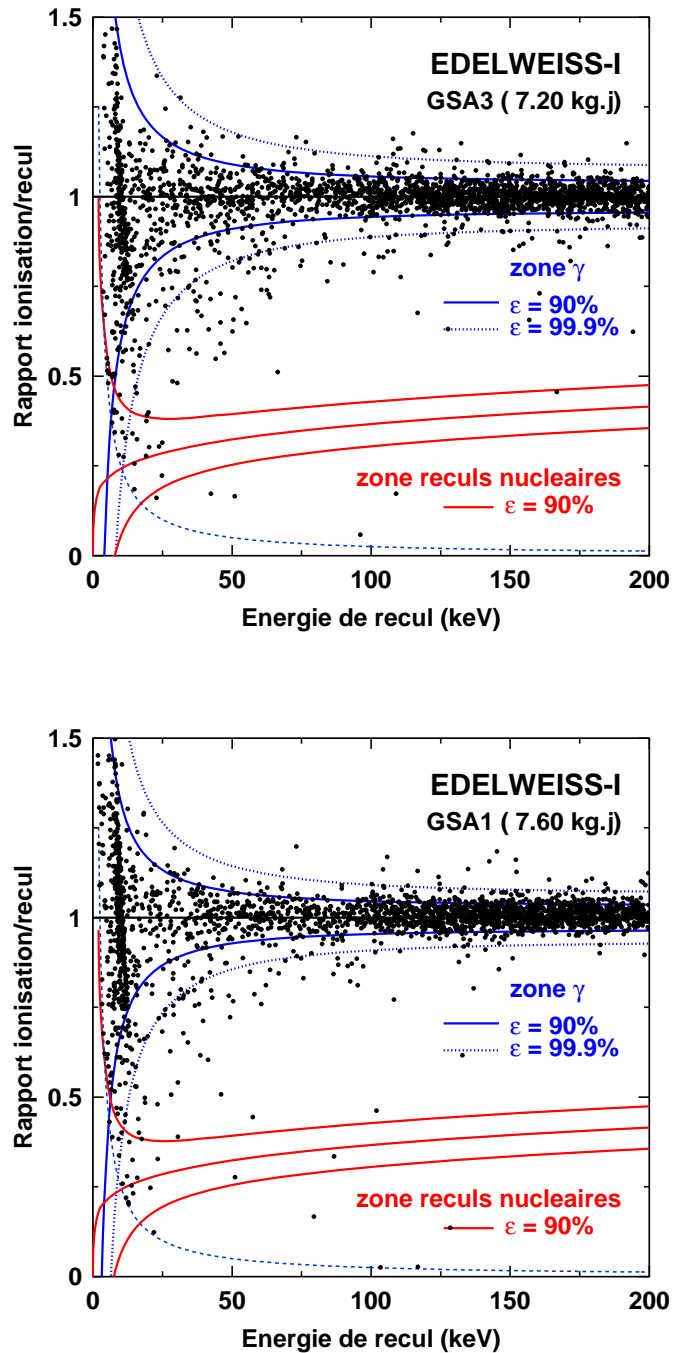 1.5
1
0.5
0
Rapport ionisation/recul
EDELWEISS-I
GSA3 ( 7.20 kg.j)
zone γ
ε = 90%
ε = 99.9%
zone reculs nucleaires
ε = 90%
0 50 100 150 200
Energie de recul (keV)
1.5
1
0.5
0
Rapport ionisation/recul
EDELWEISS-I
GSA1 ( 7.60 kg.j)
zone γ
ε = 90%
ε = 99.9%
zone reculs nucleaires
ε = 90%
0 50 100 150 200
Energie de recul (keV)